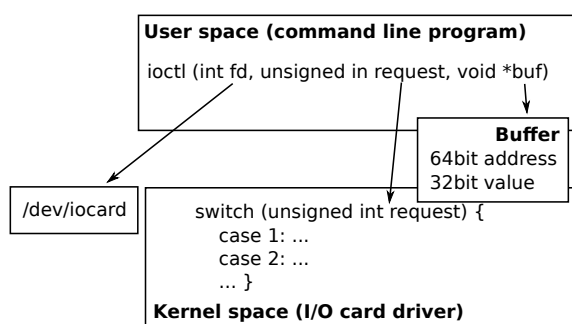 User space (command line program)
ioctl (int fd, unsigned in request, void *buf)
Buffer
64bit address
32bit value
/dev/iocard
switch (unsigned int request) {
case 1: ...
case 2: ...
... }
Kernel space (I/O card driver)